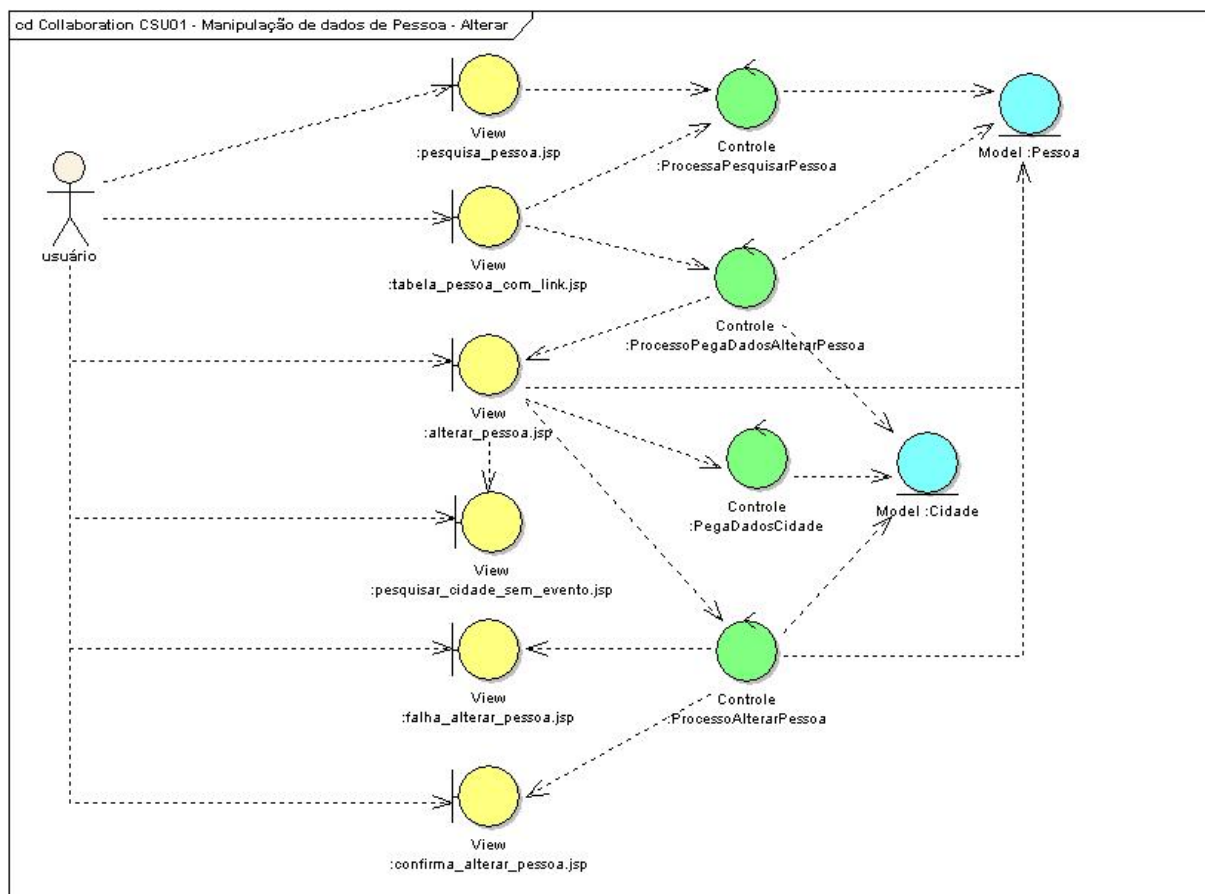 cd Collaboration CSU01 - Manipulação de dados de Pessoa - Alterar
View
:pesquisa_pessoa.jsp
Controle
:ProcessaPesquisarPessoa
Model :Pessoa
usuário
View
:tabela_pessoa_com_link.jsp
Controle
:ProcessoPegaDadosAlterarPessoa
View
:alterar_pessoa.jsp
Controle
:PegaDadosCidade
Model :Cidade
View
:pesquisar_cidade_sem_evento.jsp
View
:falha_alterar_pessoa.jsp
Controle
:ProcessoAlterarPessoa
View
:confirma_alterar_pessoa.jsp